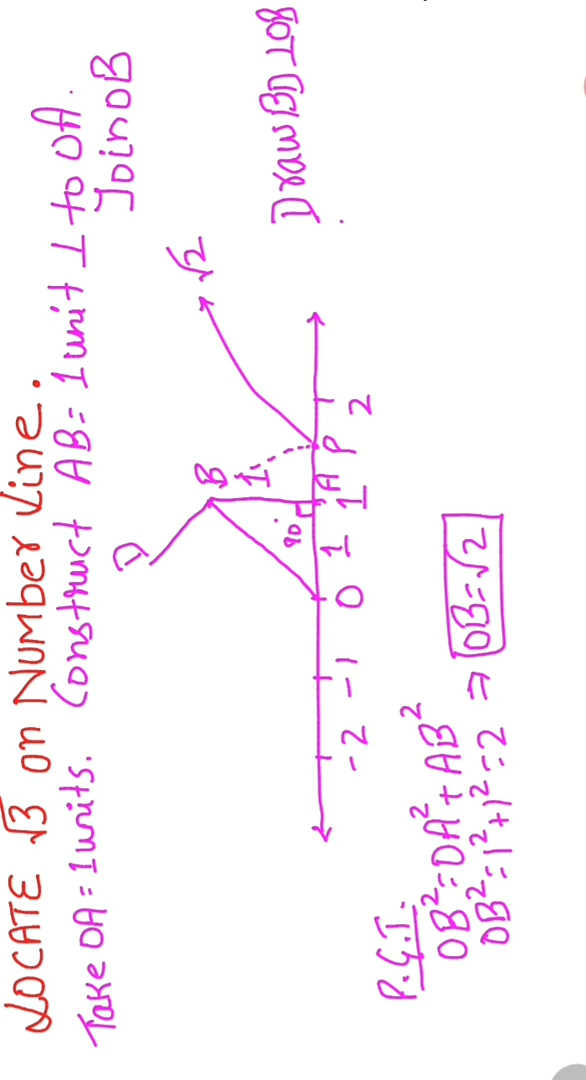 LOCATE √3 on Number Line.
Take OA = 1 units. Construct AB = 1 unit ⊥ to OA.
Join OB
D
B
√2
Draw BD ⊥ OB
1
90°
1
A
P
-2 -1 O 1 2
P.G.T.
OB² = OA² + AB²
OB² = 1² + 1² = 2 ⇒ OB = √2